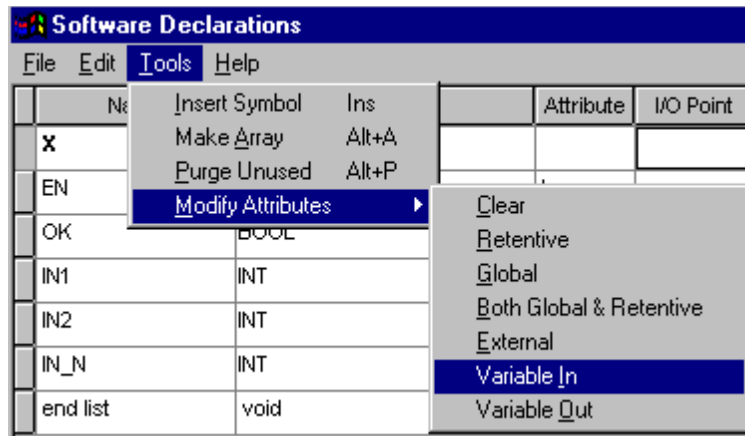 Software Declarations
File Edit Tools Help
Attribute I/O Point
Insert Symbol Ins
Make Array Alt+A
Purge Unused Alt+P
Modify Attributes
Clear
Retentive
Global
Both Global & Retentive
External
Variable In
Variable Out
X
EN
OK BOOL
IN1 INT
IN2 INT
IN_N INT
end list void